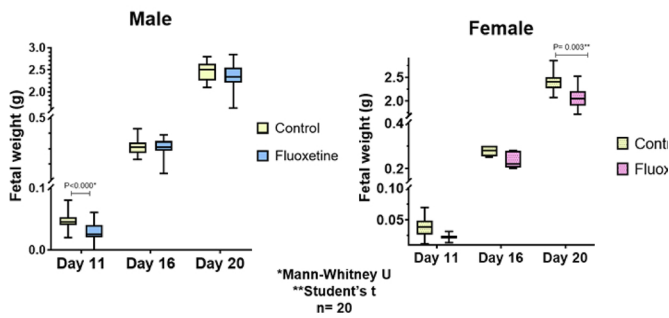 Male
Fetal weight (g)
3.0
2.5
2.0
0.5
0.1
0.0
P<0.000*
Day 11
Day 16
Day 20
Control
Fluoxetine
Female
Fetal weight (g)
2.5
2.0
0.4
0.2
0.10
0.05
P= 0.003**
Day 11
Day 16
Day 20
Cont
Fluox
*Mann-Whitney U
**Student's t
n= 20